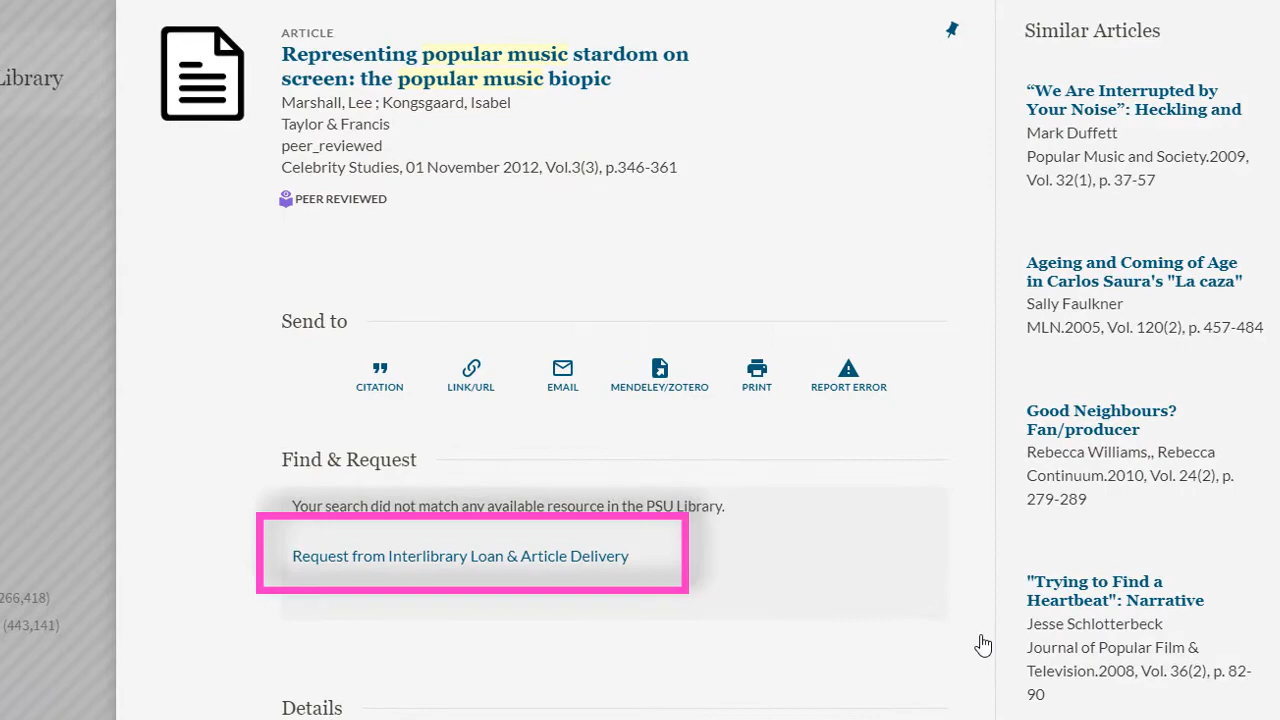 Library
266,418)
(443,141)
ARTICLE
Representing popular music stardom on
screen: the popular music biopic
Marshall, Lee ; Kongsgaard, Isabel
Taylor & Francis
peer_reviewed
Celebrity Studies, 01 November 2012, Vol.3(3), p.346-361
PEER REVIEWED
Send to
CITATION
LINK/URL
EMAIL
MENDELEY/ZOTERO
PRINT
REPORT ERROR
Find & Request
Your search did not match any available resource in the PSU Library.
Request from Interlibrary Loan & Article Delivery
Details
Similar Articles
“We Are Interrupted by
Your Noise”: Heckling and
Mark Duffett
Popular Music and Society.2009,
Vol. 32(1), p. 37-57
Ageing and Coming of Age
in Carlos Saura's "La caza"
Sally Faulkner
MLN.2005, Vol. 120(2), p. 457-484
Good Neighbours?
Fan/producer
Rebecca Williams,, Rebecca
Continuum.2010, Vol. 24(2), p.
279-289
"Trying to Find a
Heartbeat": Narrative
Jesse Schlotterbeck
Journal of Popular Film &
Television.2008, Vol. 36(2), p. 82-
90